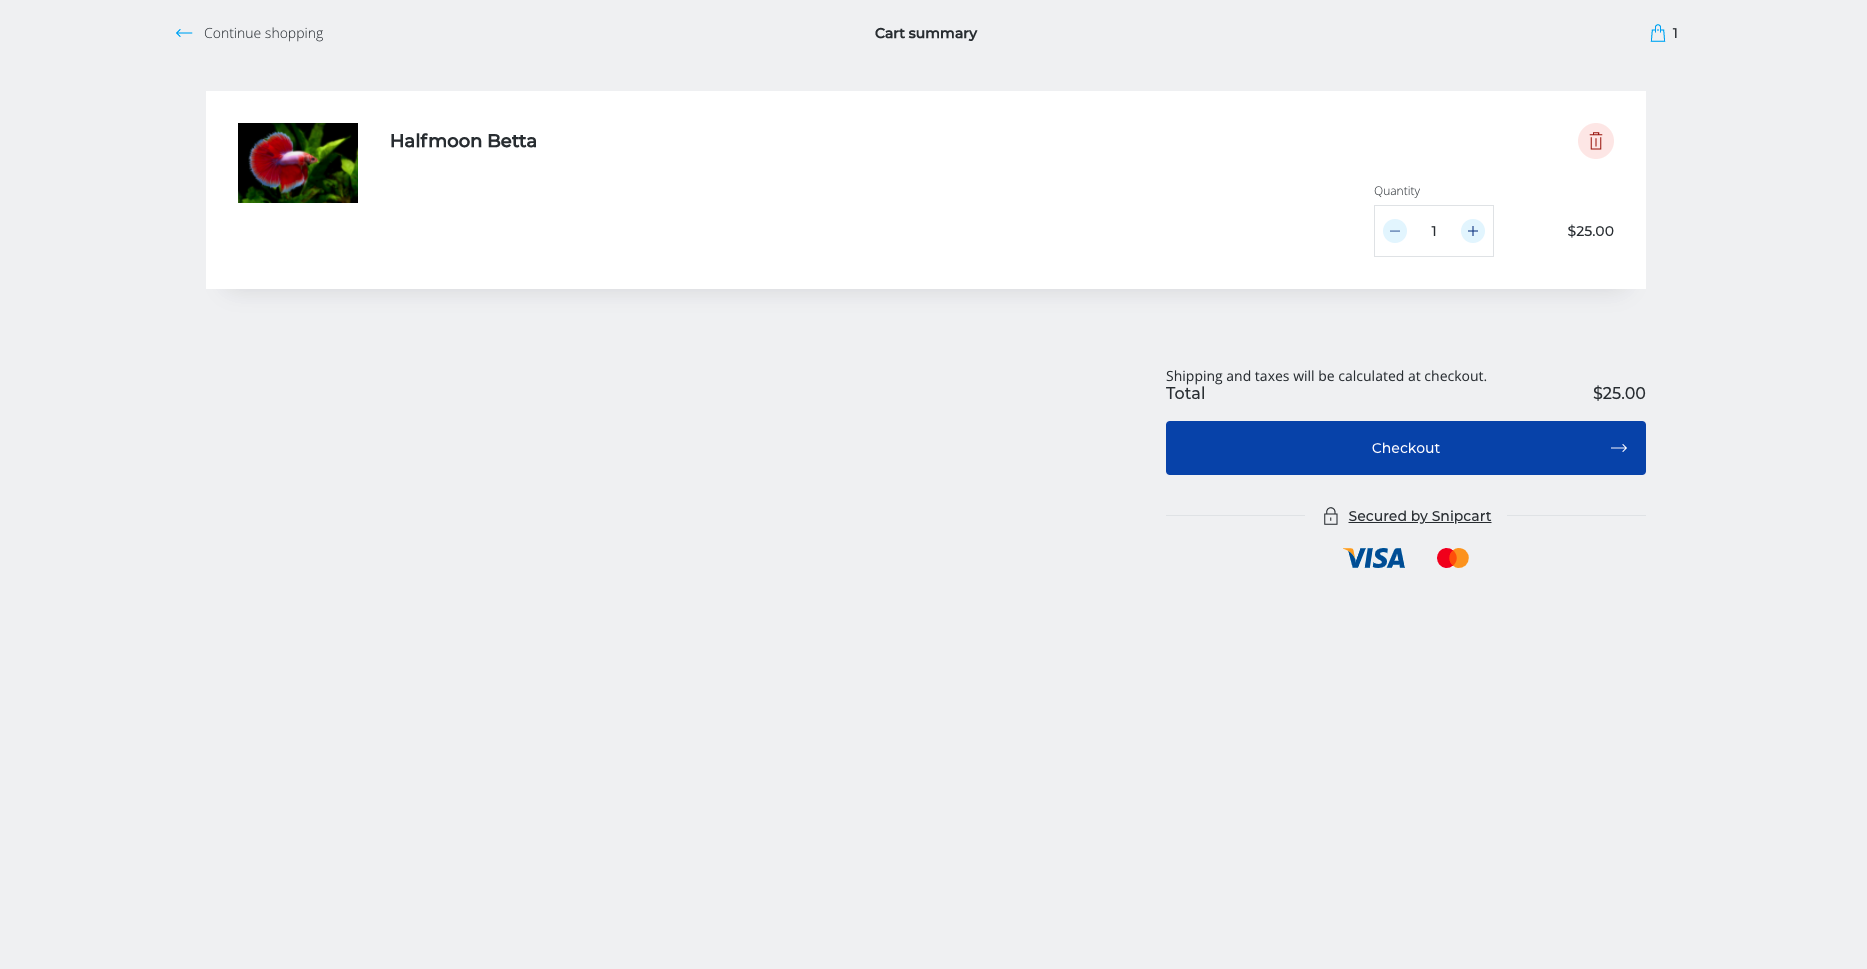 Continue shopping
Cart summary
1
Halfmoon Betta
Quantity
1
$25.00
Shipping and taxes will be calculated at checkout.
Total
$25.00
Checkout
Secured by Snipcart
VISA